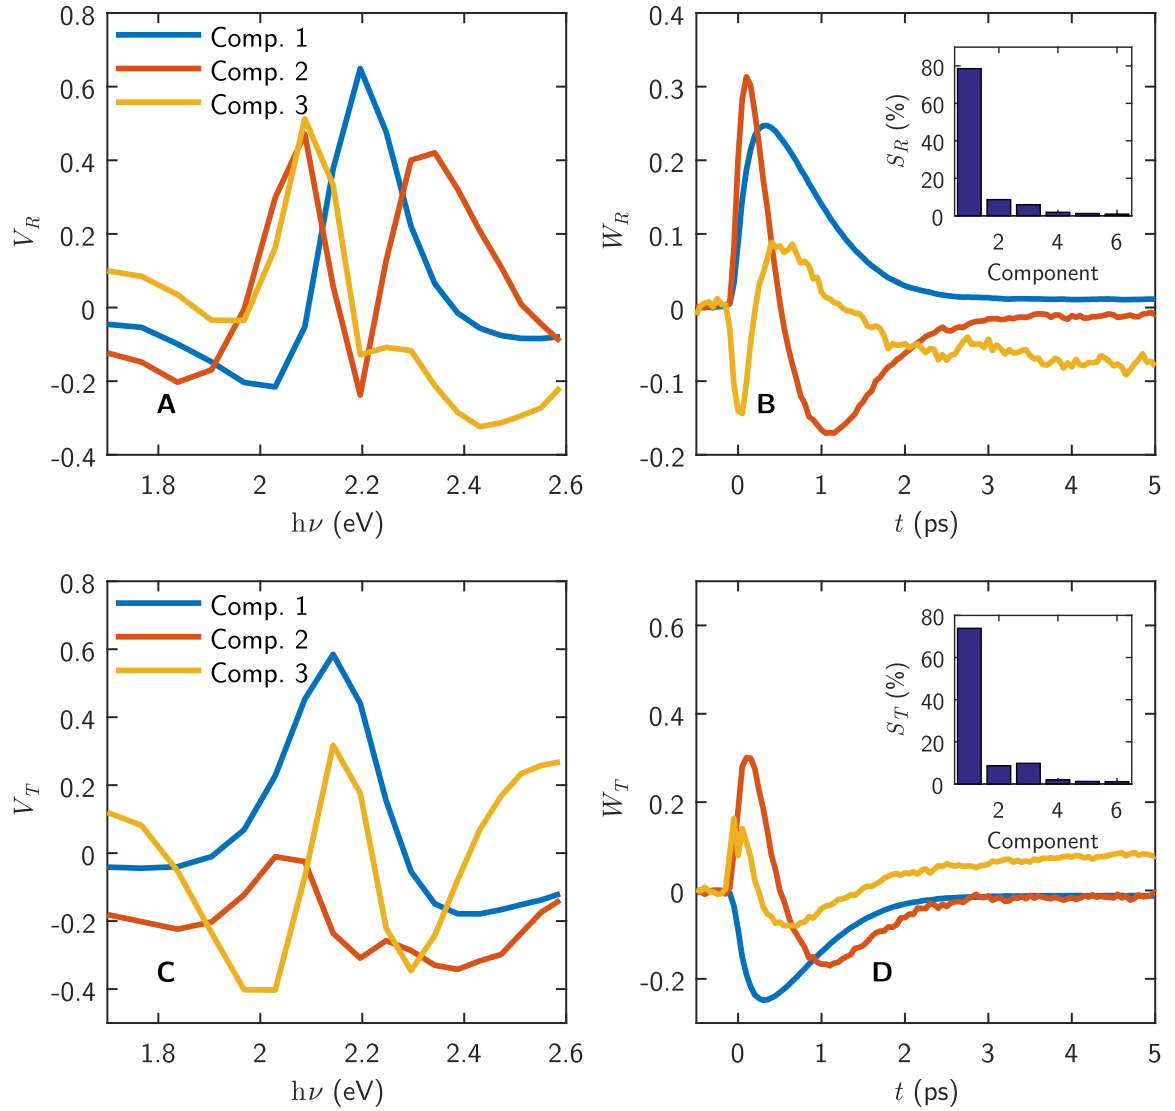 0.8
0.6
0.4
0.2
0
-0.2
-0.4
V_R
Comp. 1
Comp. 2
Comp. 3
A
1.8 2 2.2 2.4 2.6
hν (eV)
0.4
0.3
0.2
0.1
0
-0.1
-0.2
W_R
B
80
60
40
20
0
S_R (%)
2 4 6
Component
0 1 2 3 4 5
t (ps)
0.8
0.6
0.4
0.2
0
-0.2
-0.4
V_T
Comp. 1
Comp. 2
Comp. 3
C
1.8 2 2.2 2.4 2.6
hν (eV)
0.6
0.4
0.2
0
-0.2
W_T
D
80
60
40
20
0
S_T (%)
2 4 6
Component
0 1 2 3 4 5
t (ps)